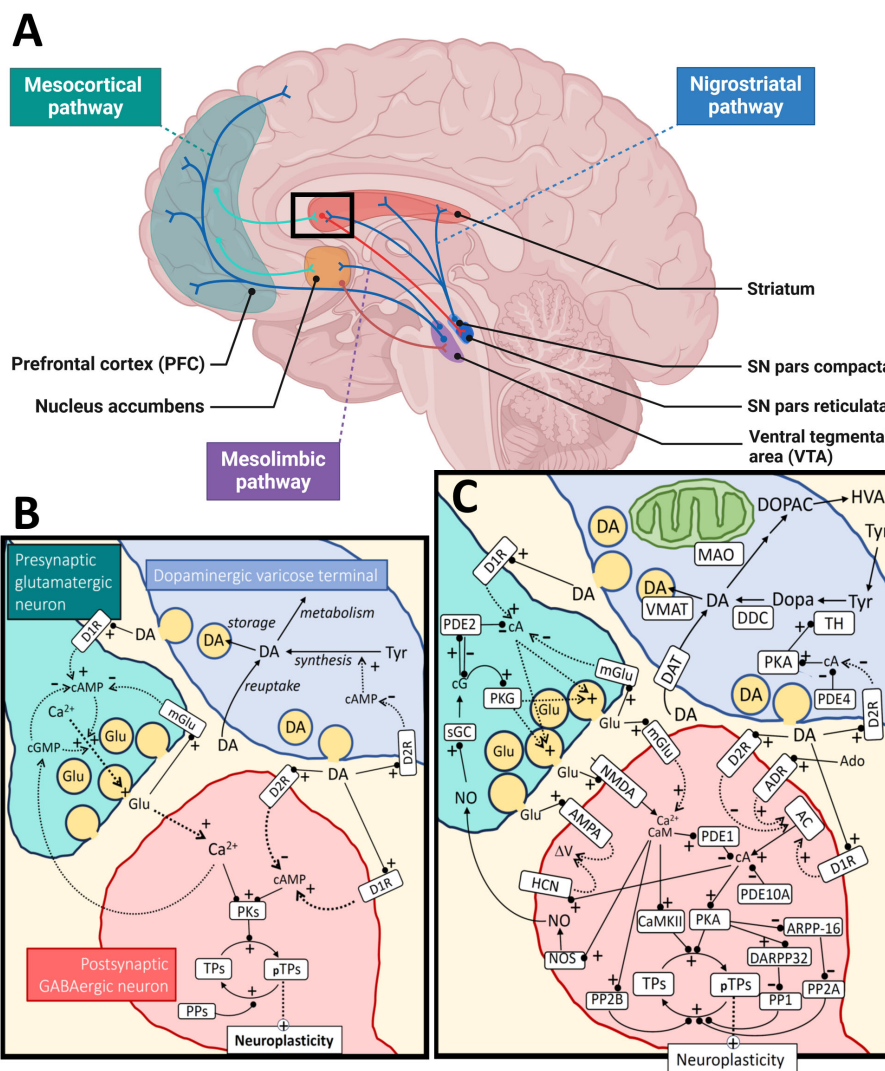 A
Mesocortical
pathway
Nigrostriatal
pathway
Striatum
Prefrontal cortex (PFC)
SN pars compacta
Nucleus accumbens
SN pars reticulata
Ventral tegmenta
area (VTA)
Mesolimbic
pathway
B
Presynaptic
glutamatergic
neuron
Dopaminergic varicose terminal
D1R
+
DA
DA
storage
metabolism
DA
synthesis
Tyr
+
reuptake
cAMP
-
+
-
cAMP
-
Ca²⁺
mGlu
+
cGMP
++
Glu
Glu
Glu
+
Glu
DA
DA
D2R
+
D2R
+
DA
+
Ca²⁺
-
cAMP
+
+
D1R
+
+
PKs
+
TPs
pTPs
+
PPs
+
Neuroplasticity
Postsynaptic
GABAergic neuron
C
DA
DOPAC
HVA
Tyr
MAO
D1R
+
DA
DA
VMAT
DA
Dopa
Tyr
DDC
+
TH
PDE2
-
+
cA
-
+
-
mGlu
+
DAT
PKA
+
cA
-
-
PDE4
cG
+
PKG
+
+
Glu
Glu
+
Glu
DA
DA
D2R
+
sGC
+
mGlu
+
D2R
+
DA
NO
Glu
+
NMDA
ADR
+
Ado
Glu
+
AMPA
+
Ca²⁺
CaM
+
PDE1
-
+
AC
+
D1R
+
ΔV
-
cA
+
-
PDE10A
HCN
+
NO
NOS
+
CaMKII
+
PKA
+
-
ARPP-16
+
DARPP32
+
TPs
pTPs
-
PP1
-
PP2A
PP2B
+
+
+
Neuroplasticity